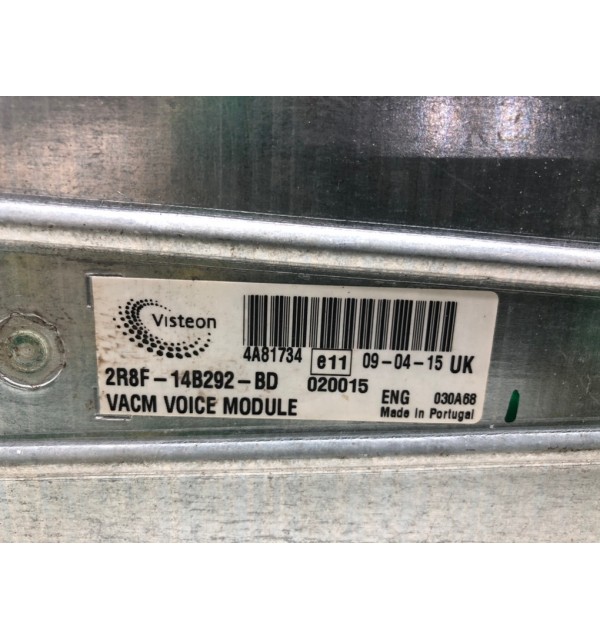 Visteon
4A81734 e11 09-04-15 UK
2R8F-14B292-BD 020015
VACM VOICE MODULE ENG 030A68
Made in Portugal